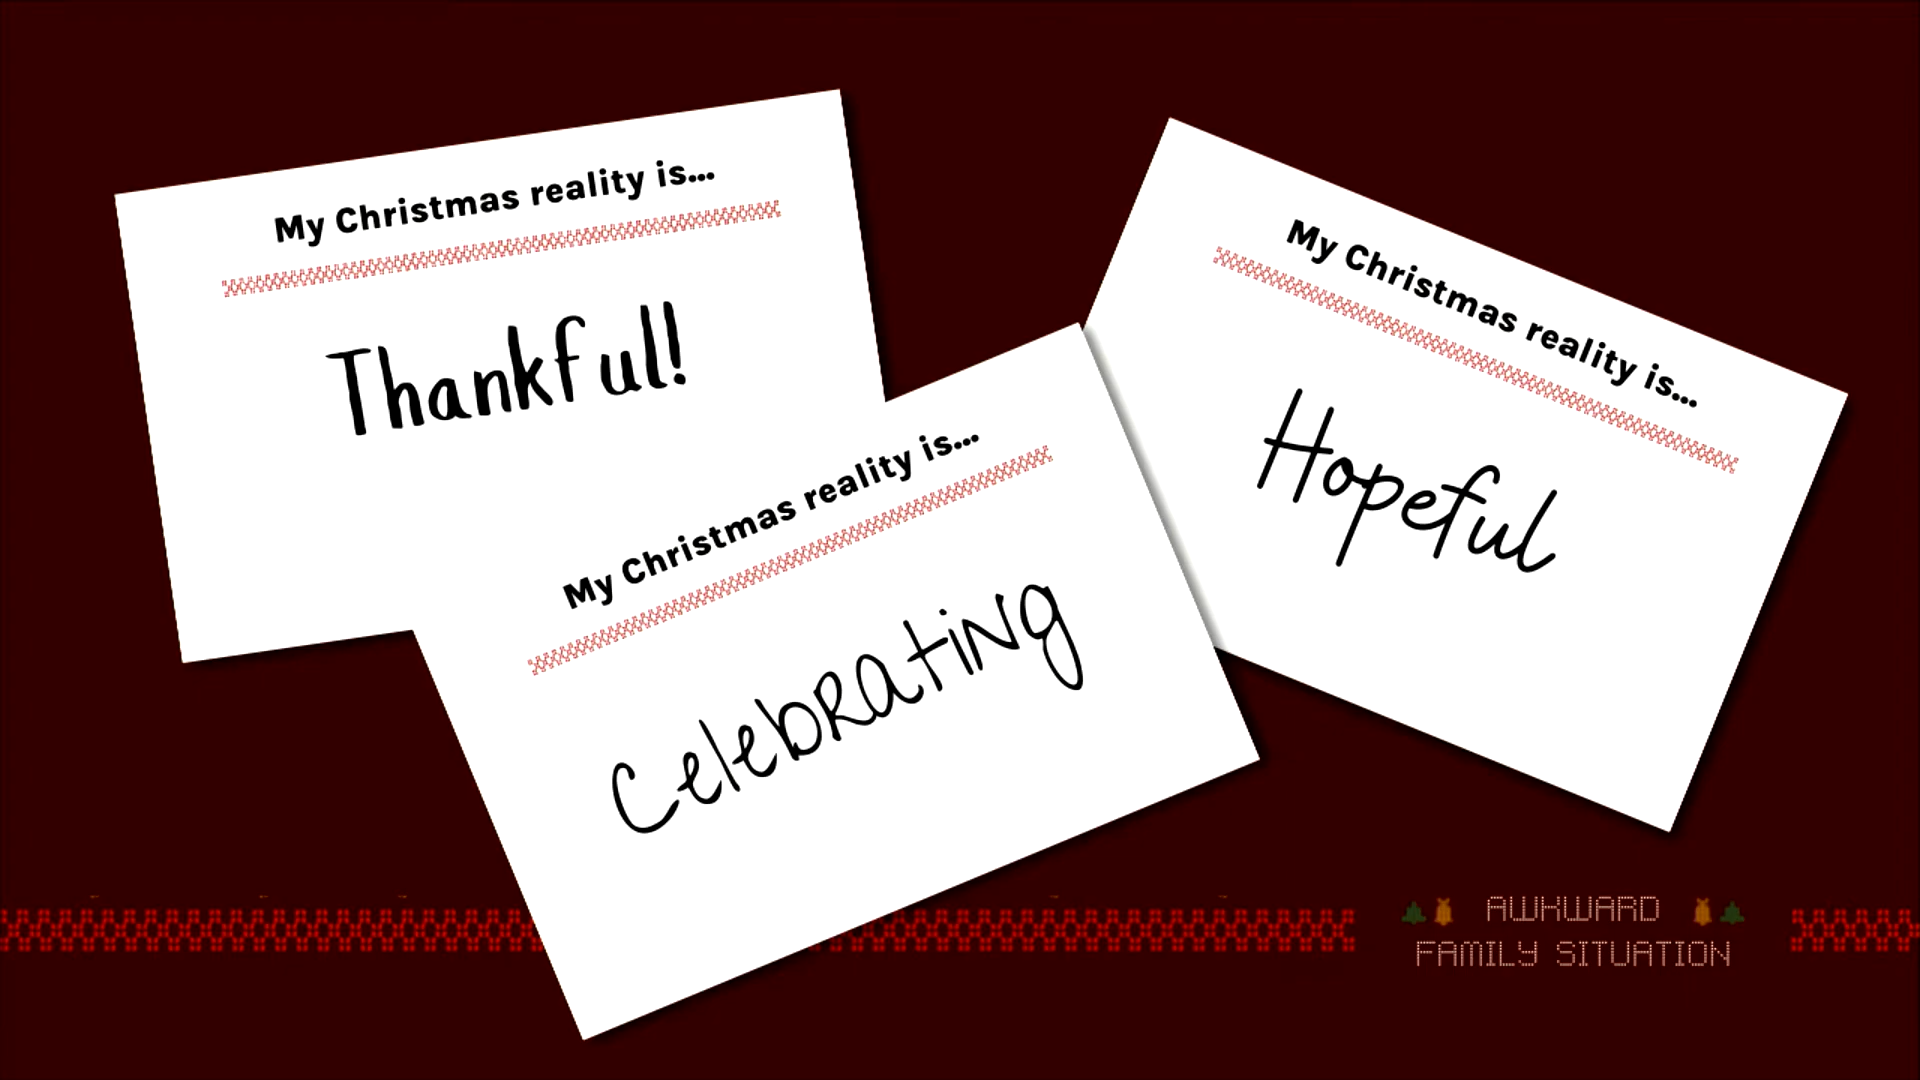 My Christmas reality is...
Thankful!
My Christmas reality is...
Celebrating
My Christmas reality is...
Hopeful
AWKWARD
FAMILY SITUATION